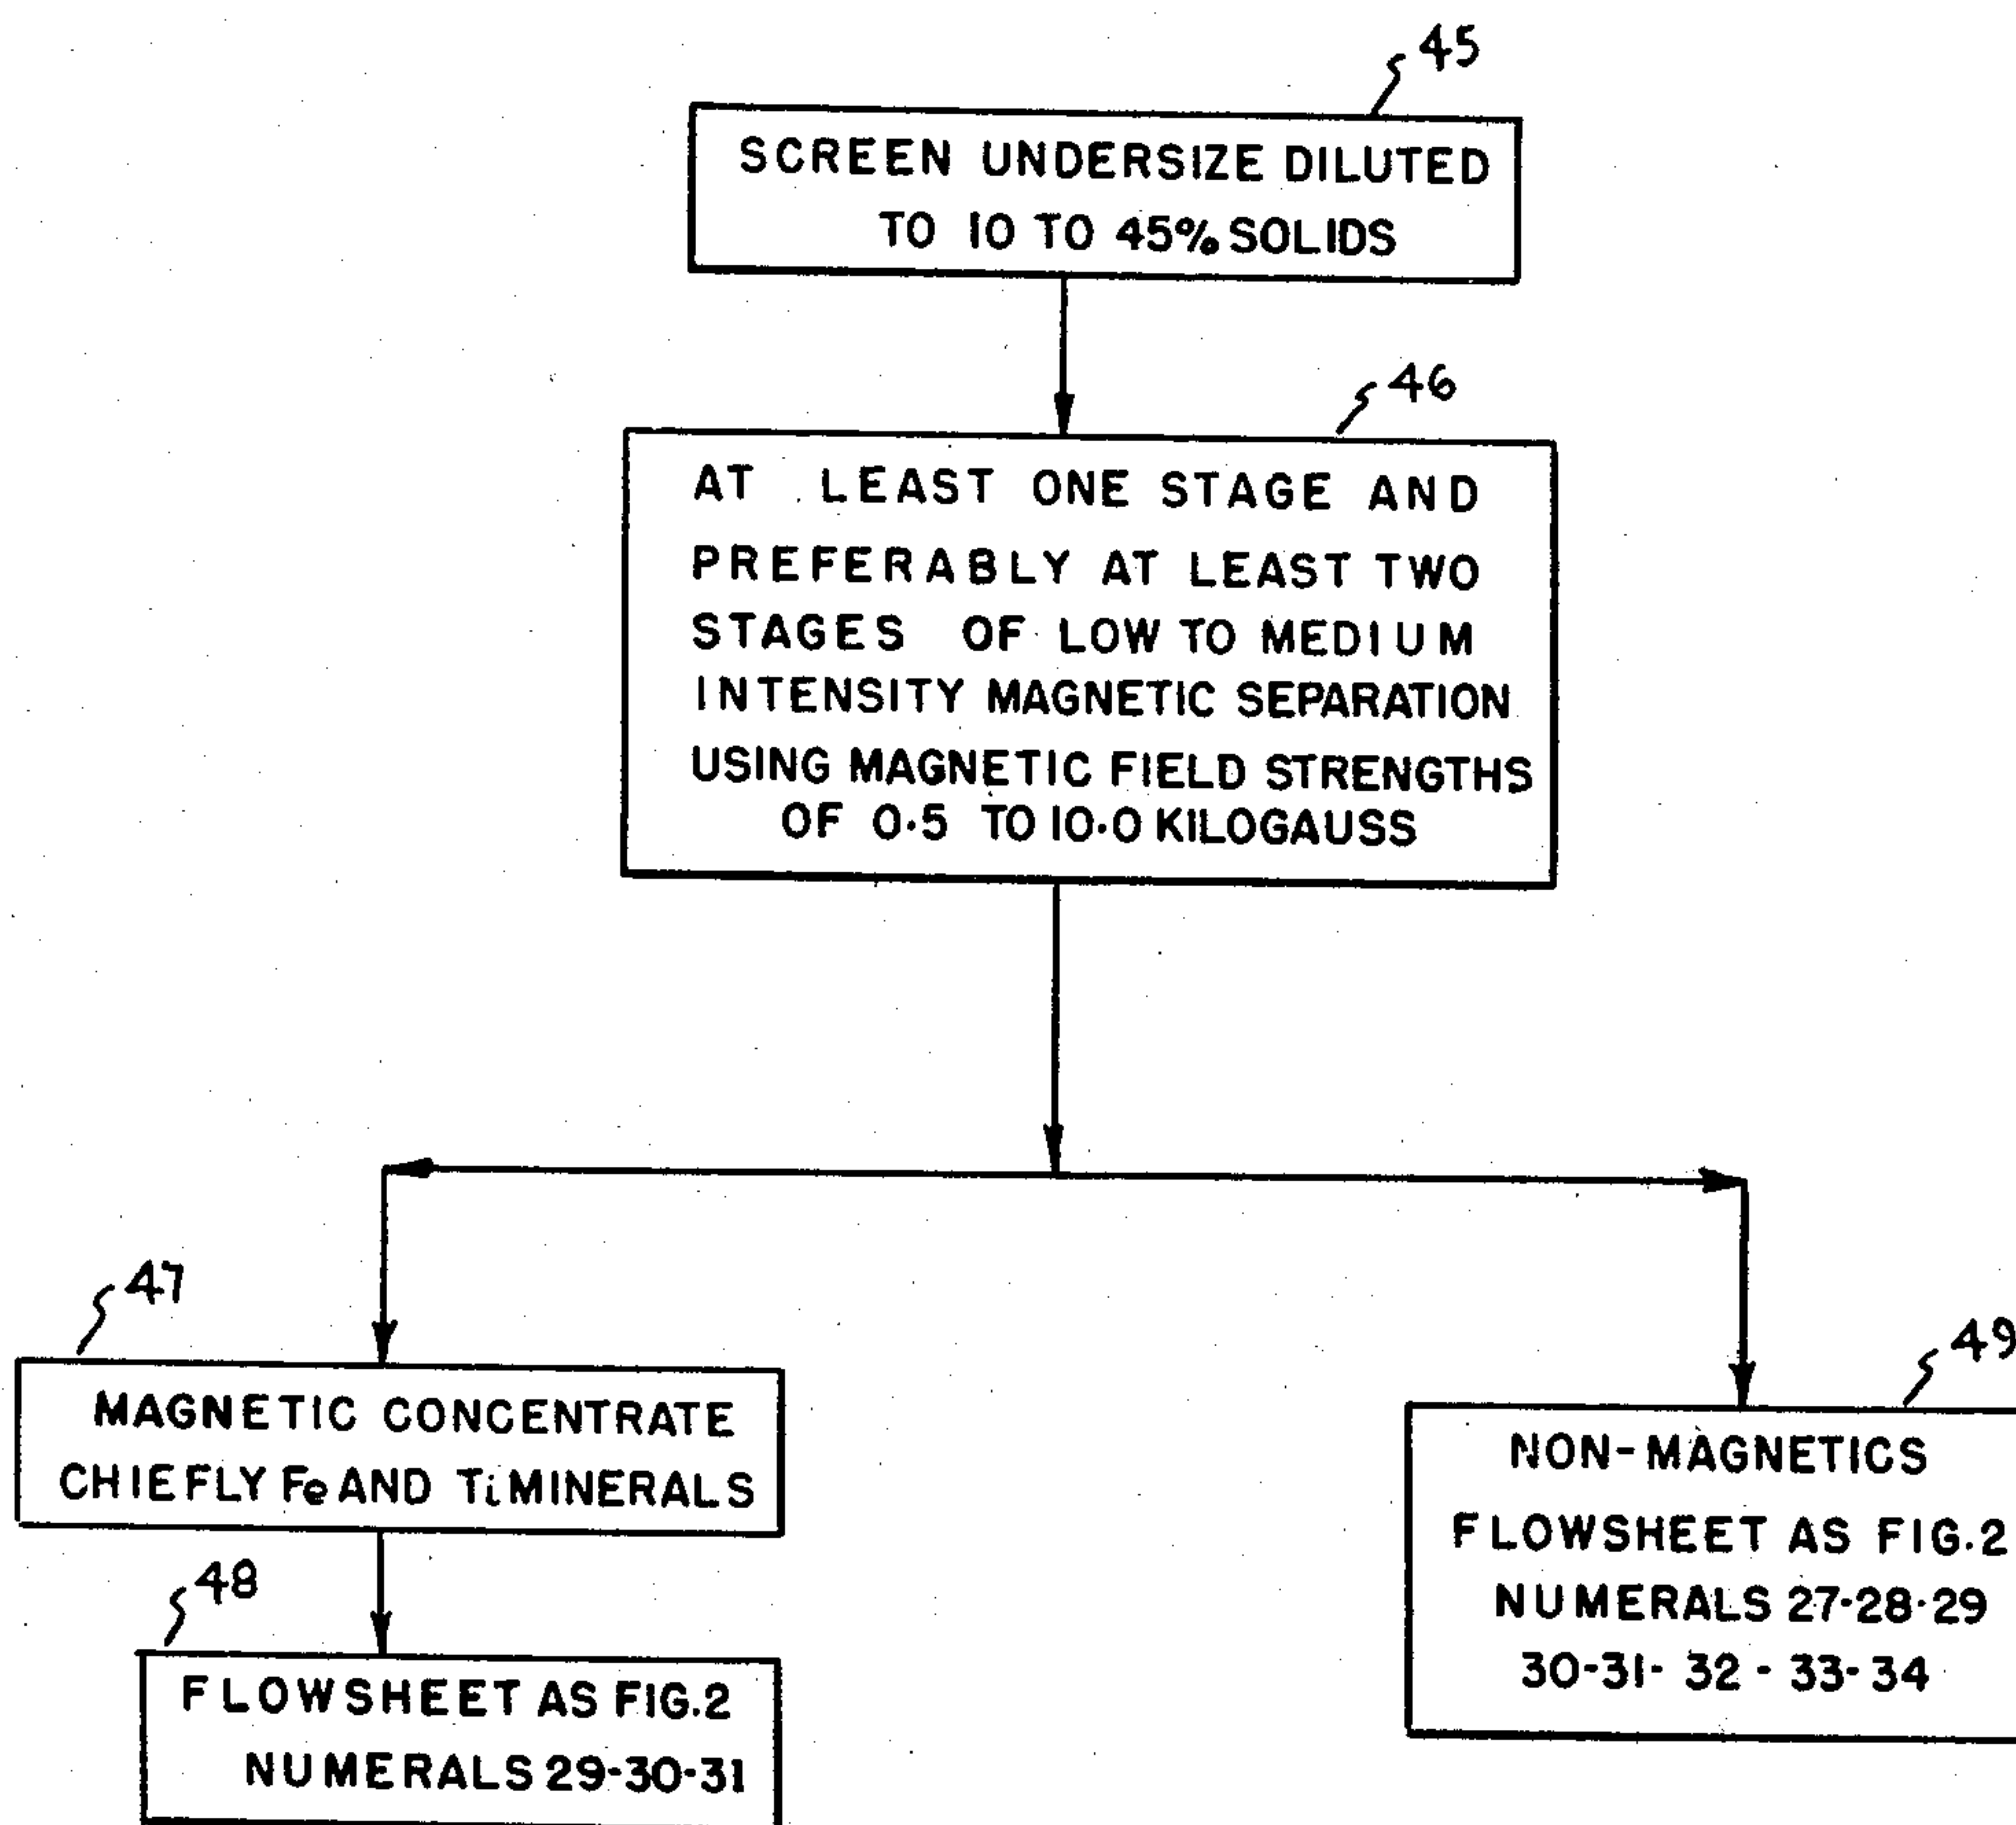 45
SCREEN UNDERSIZE DILUTED
TO 10 TO 45% SOLIDS
46
AT LEAST ONE STAGE AND
PREFERABLY AT LEAST TWO
STAGES OF LOW TO MEDIUM
INTENSITY MAGNETIC SEPARATION
USING MAGNETIC FIELD STRENGTHS
OF 0.5 TO 10.0 KILOGAUSS
47
MAGNETIC CONCENTRATE
CHIEFLY Fe AND Ti MINERALS
48
FLOWSHEET AS FIG.2
NUMERALS 29-30-31
49
NON-MAGNETICS
FLOWSHEET AS FIG.2
NUMERALS 27-28-29
30-31-32-33-34